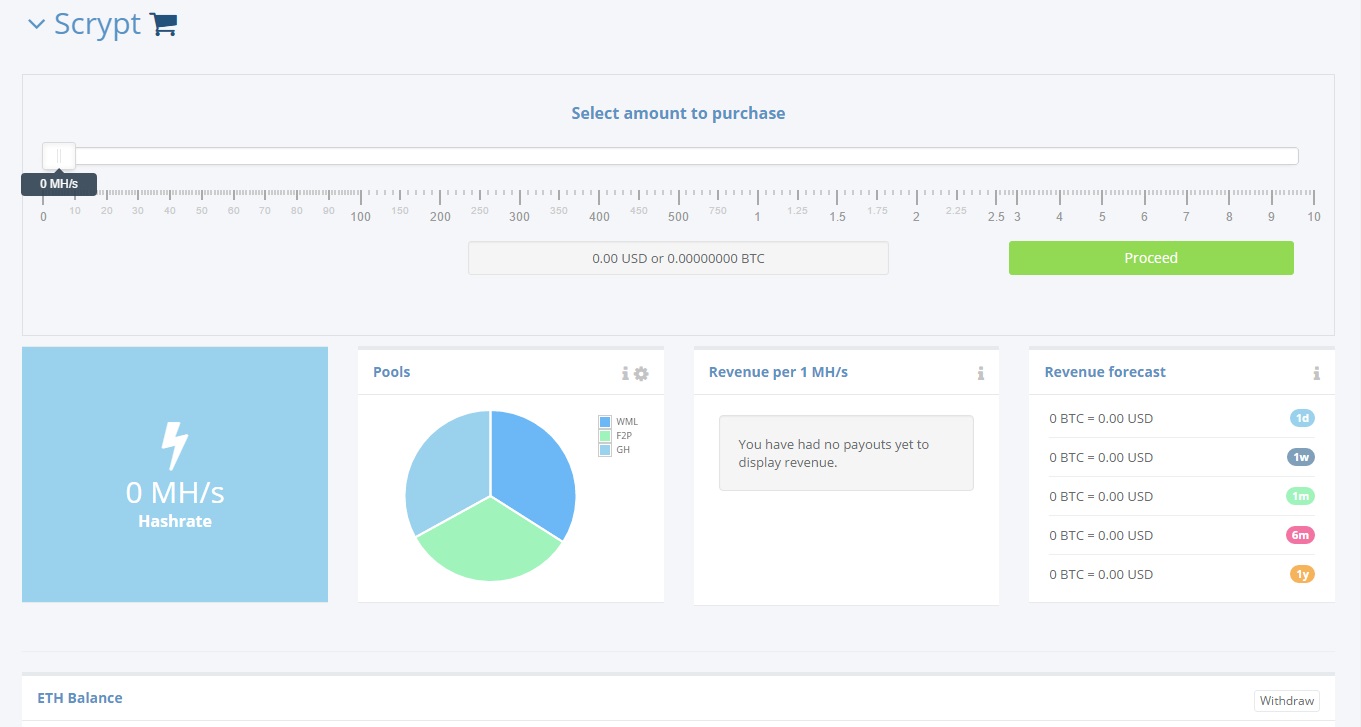 Scrypt
Select amount to purchase
0 MH/s
0 10 20 30 40 50 60 70 80 90 100 150 200 250 300 350 400 450 500 750 1 1.25 1.5 1.75 2 2.25 2.5 3 4 5 6 7 8 9 10
0.00 USD or 0.00000000 BTC
Proceed
0 MH/s
Hashrate
Pools
WML
F2P
GH
Revenue per 1 MH/s
You have had no payouts yet to
display revenue.
Revenue forecast
0 BTC = 0.00 USD 1d
0 BTC = 0.00 USD 1w
0 BTC = 0.00 USD 1m
0 BTC = 0.00 USD 6m
0 BTC = 0.00 USD 1y
ETH Balance
Withdraw